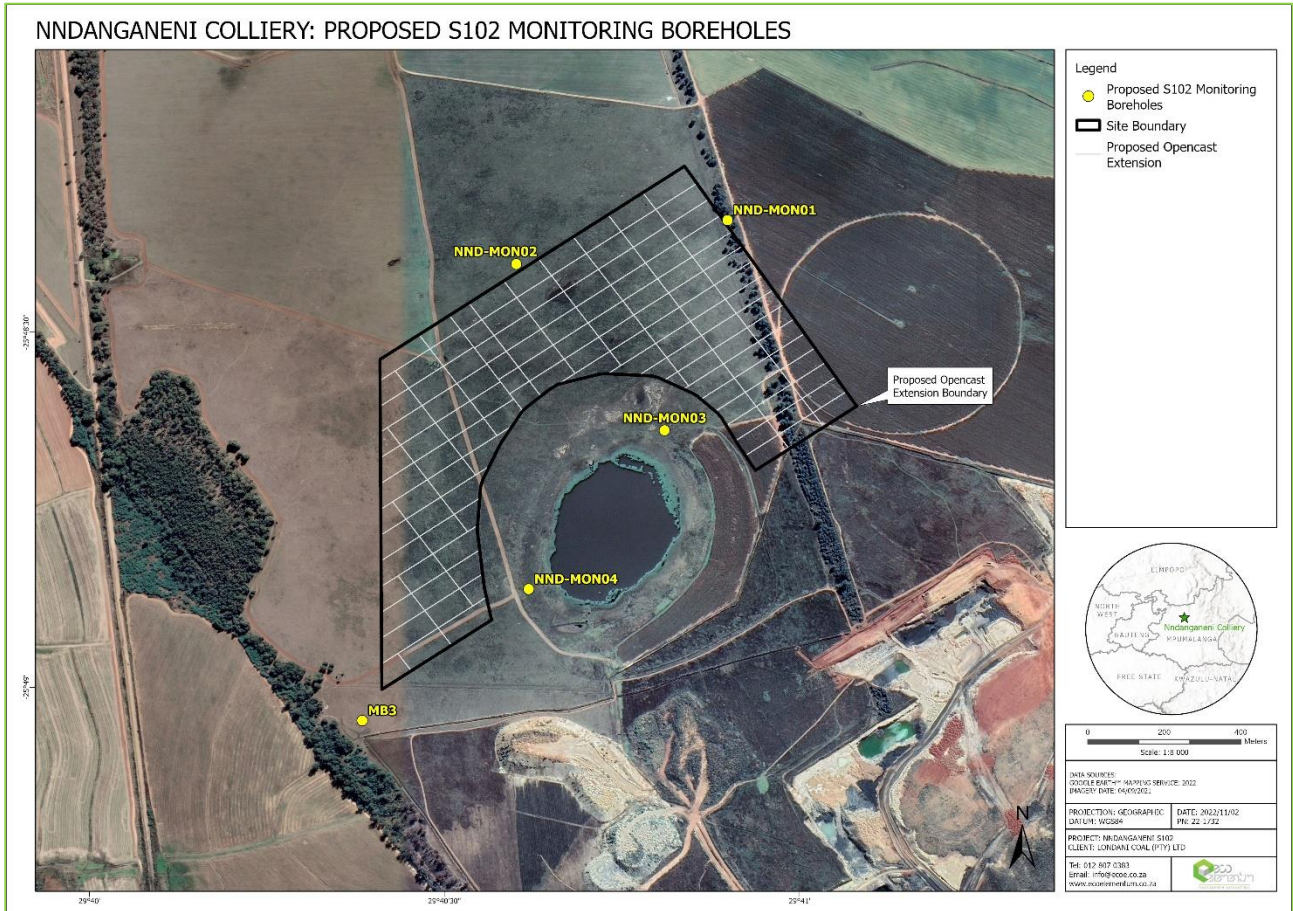 NNDANGANENI COLLIERY: PROPOSED S102 MONITORING BOREHOLES
NND-MON01
NND-MON02
Proposed Opencast
Extension Boundary
NND-MON03
NND-MON04
MB3
-25°48'30"
-25°49'
29°40'
29°40'30"
29°41'
Legend
Proposed S102 Monitoring
Boreholes
Site Boundary
Proposed Opencast
Extension
LIMPOPO
NORTH
WEST
Nndanganeni Colliery
GAUTENG
MPUMALANGA
FREE STATE
KWAZULU-NATAL
0 200 400
Meters
Scale: 1:8 000
DATA SOURCES:
GOOGLE EARTH™ MAPPING SERVICE: 2022
IMAGERY DATE: 04/09/2021
PROJECTION: GEOGRAPHIC
DATUM: WGS84
DATE: 2022/11/02
PN: 22-1732
PROJECT: NNDANGANENI S102
CLIENT: LONDANI COAL (PTY) LTD
Tel: 012 807 0383
Email: info@ecoe.co.za
www.ecoelementum.co.za
eco
elementum
N